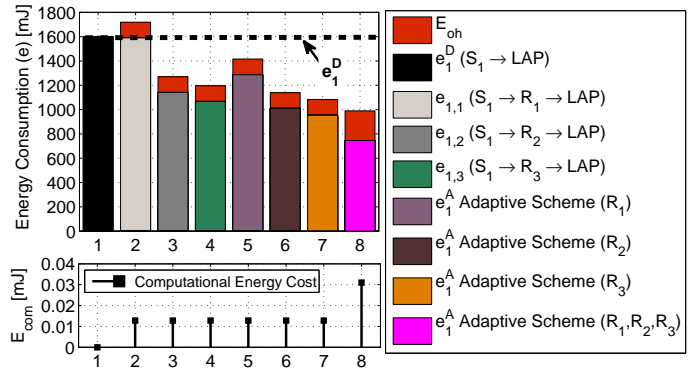 Energy Consumption (e) [mJ]
1800
1600
1400
1200
1000
800
600
400
200
0
e₁ᴰ
1 2 3 4 5 6 7 8
E_com [mJ]
0.04
0.03
0.02
0.01
0
Computational Energy Cost
1 2 3 4 5 6 7 8
E_oh
e₁ᴰ (S₁ → LAP)
e₁,₁ (S₁ → R₁ → LAP)
e₁,₂ (S₁ → R₂ → LAP)
e₁,₃ (S₁ → R₃ → LAP)
e₁ᴬ Adaptive Scheme (R₁)
e₁ᴬ Adaptive Scheme (R₂)
e₁ᴬ Adaptive Scheme (R₃)
e₁ᴬ Adaptive Scheme (R₁,R₂,R₃)